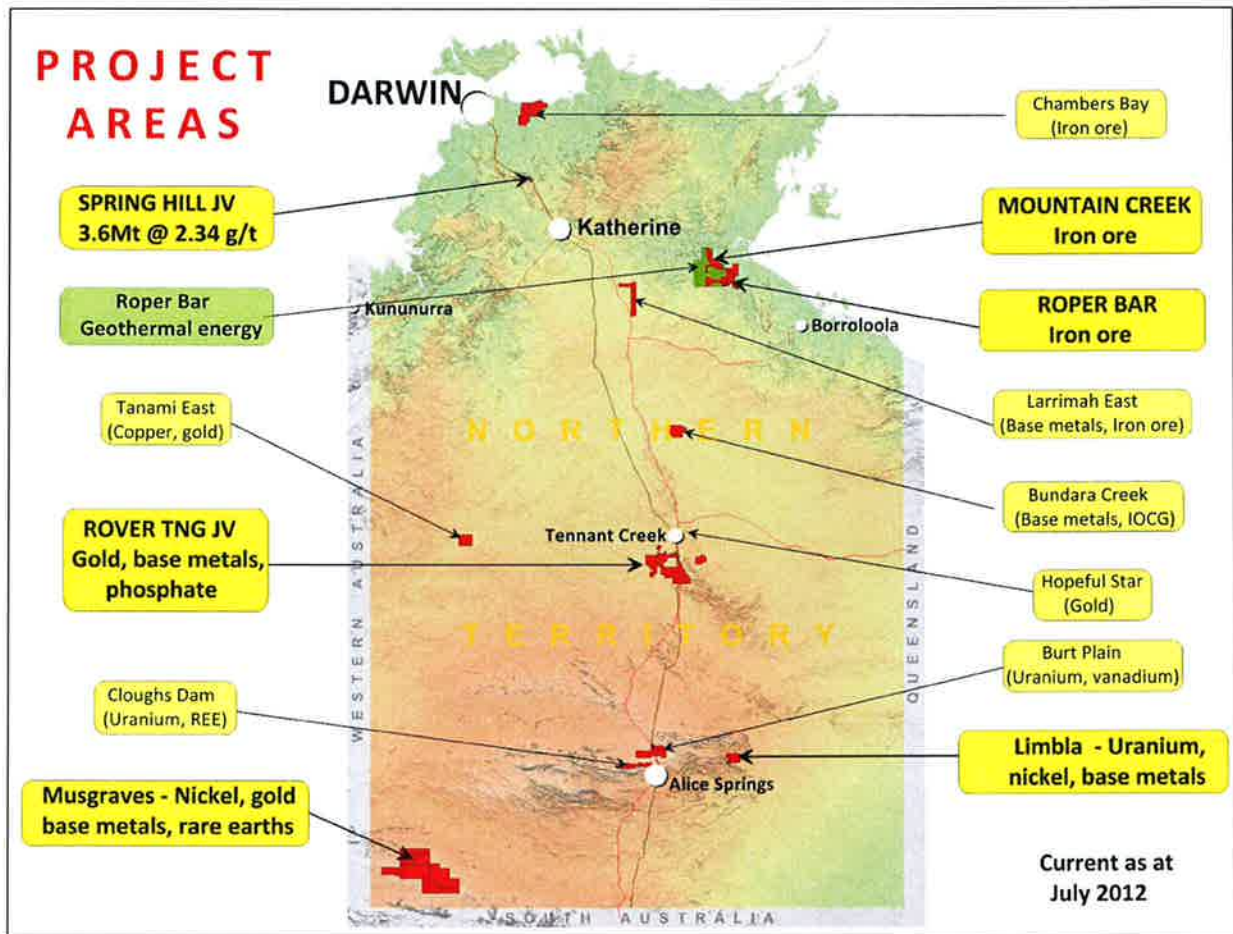 PROJECT
AREAS
DARWIN
Chambers Bay
(Iron ore)
SPRING HILL JV
3.6Mt @ 2.34 g/t
Katherine
MOUNTAIN CREEK
Iron ore
Roper Bar
Geothermal energy
Kununurra
Borroloola
ROPER BAR
Iron ore
Tanami East
(Copper, gold)
NORTHERN
Larrimah East
(Base metals, Iron ore)
Bundara Creek
(Base metals, IOCG)
ROVER TNG JV
Gold, base metals,
phosphate
Tennant Creek
Hopeful Star
(Gold)
TERRITORY
WESTERN AUSTRALIA
QUEENSLAND
Burt Plain
(Uranium, vanadium)
Cloughs Dam
(Uranium, REE)
Limbla - Uranium,
nickel, base metals
Alice Springs
Musgraves - Nickel, gold
base metals, rare earths
Current as at
July 2012
SOUTH AUSTRALIA